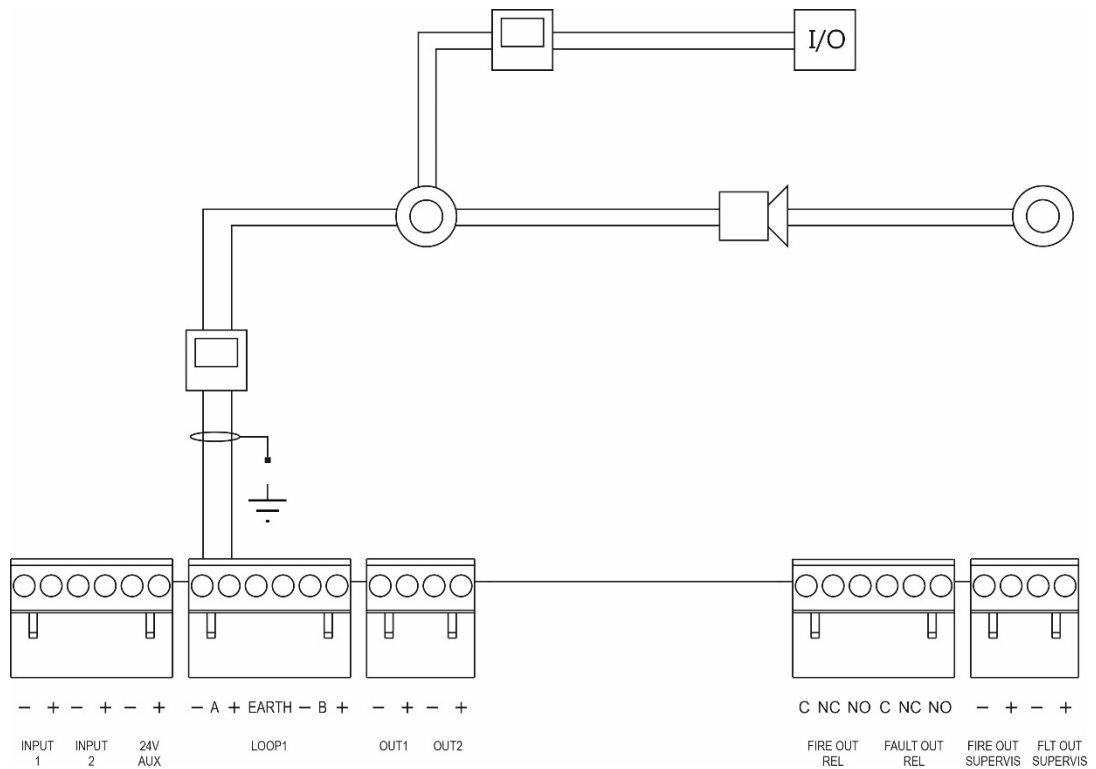 I/O
− + − + − + − A + EARTH − B + − + − + C NC NO C NC NO − + − +
INPUT INPUT 24V LOOP1 OUT1 OUT2 FIRE OUT FAULT OUT FIRE OUT FLT OUT
1 2 AUX REL REL SUPERVIS SUPERVIS